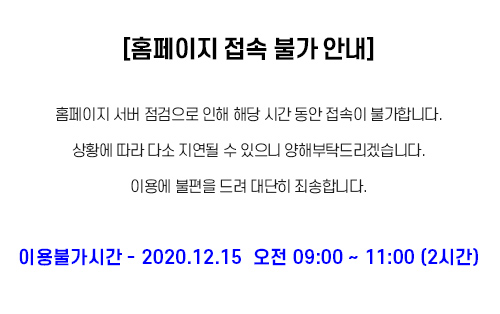 [홈페이지 접속 불가 안내]
홈페이지 서버 점검으로 인해 해당 시간 동안 접속이 불가합니다.
상황에 따라 다소 지연될 수 있으니 양해부탁드리겠습니다.
이용에 불편을 드려 대단히 죄송합니다.
이용불가시간 - 2020.12.15  오전 09:00 ~ 11:00 (2시간)